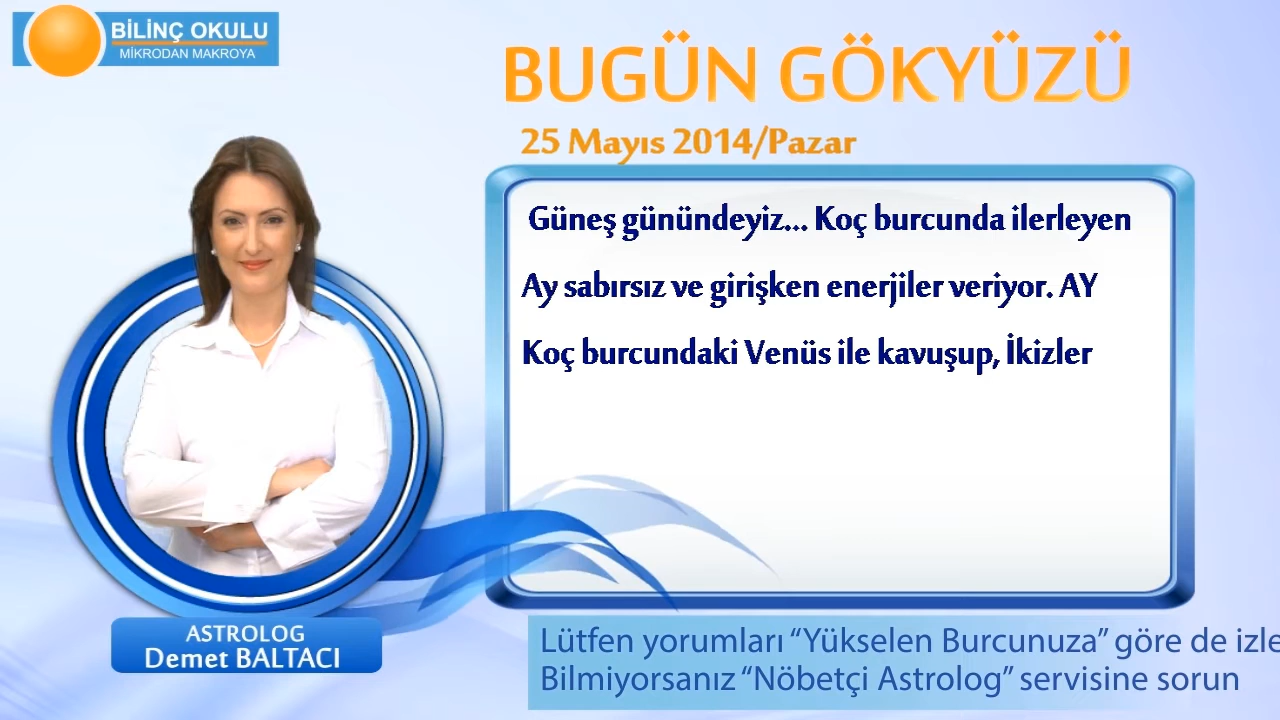 BİLİNÇ OKULU
MİKRODAN MAKROYA
BUGÜN GÖKYÜZÜ
25 Mayıs 2014/Pazar
Güneş günündeyiz... Koç burcunda ilerleyen
Ay sabırsız ve girişken enerjiler veriyor. AY
Koç burcundaki Venüs ile kavuşup, İkizler
ASTROLOG
Demet BALTACI
Lütfen yorumları “Yükselen Burcunuza” göre de izle
Bilmiyorsanız “Nöbetçi Astrolog” servisine sorun